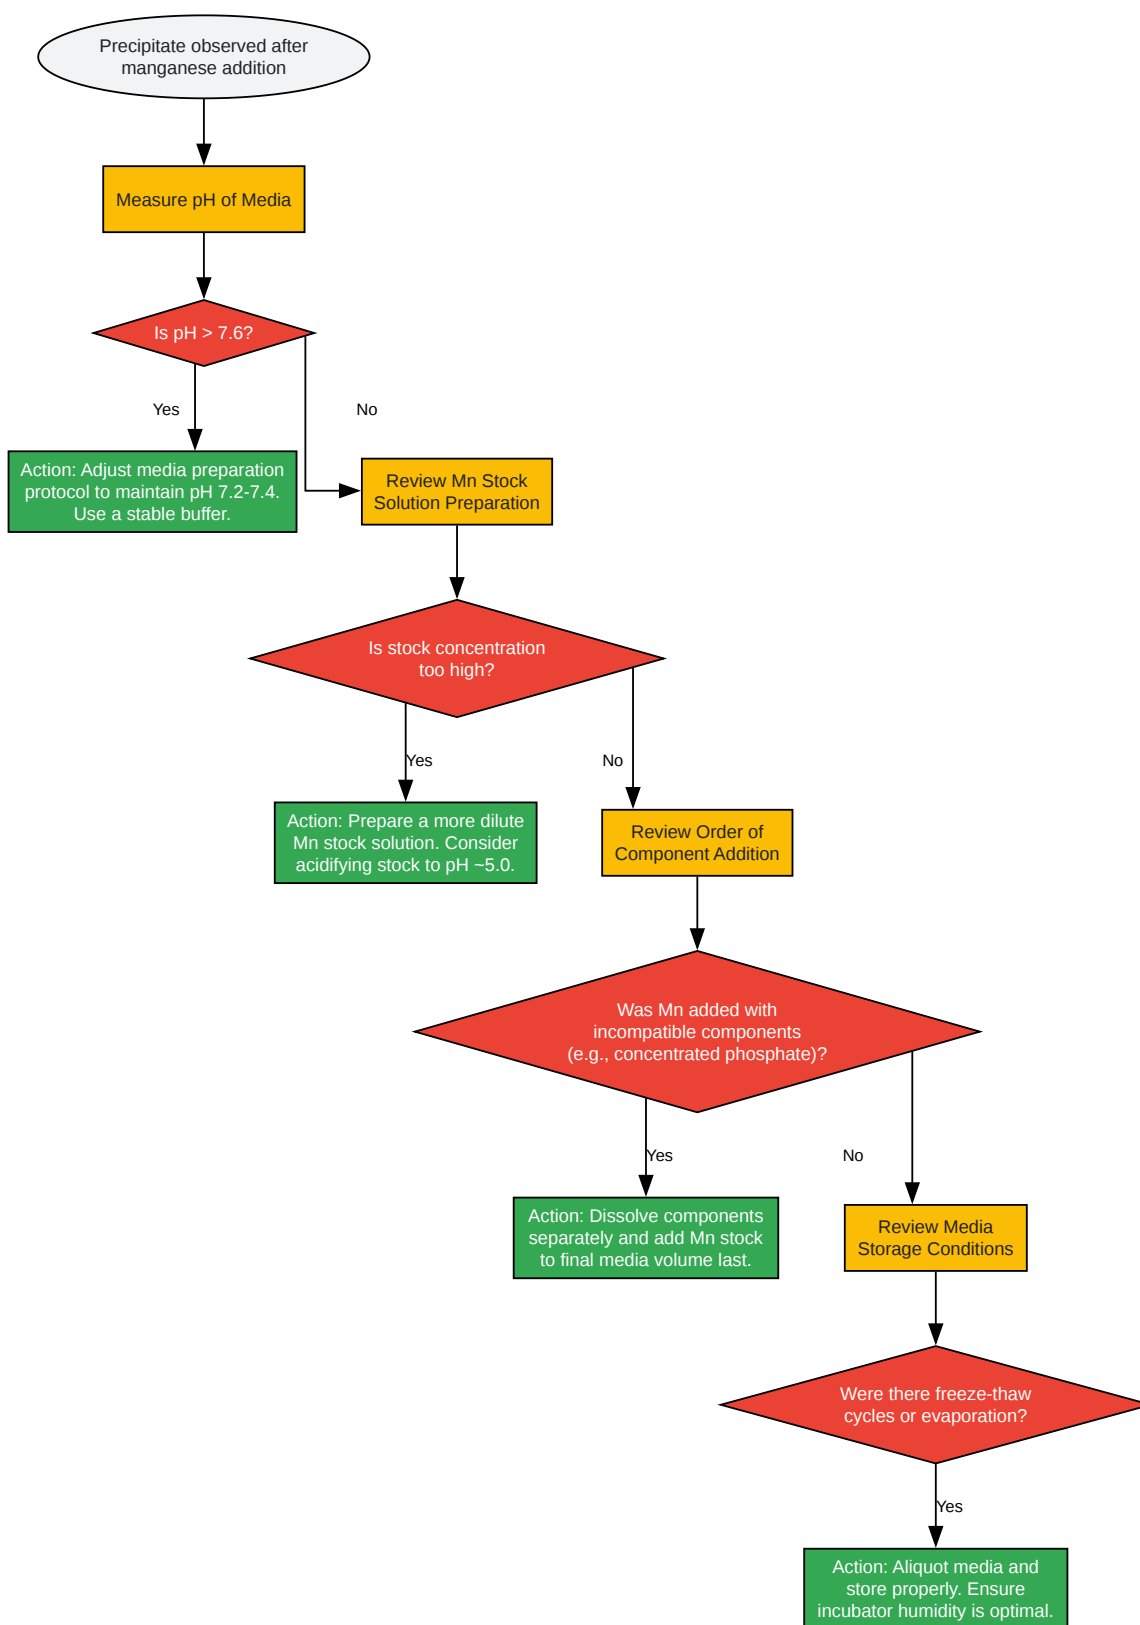 Precipitate observed after
manganese addition
Measure pH of Media
Is pH > 7.6?
Yes
No
Action: Adjust media preparation
protocol to maintain pH 7.2-7.4.
Use a stable buffer.
Review Mn Stock
Solution Preparation
Is stock concentration
too high?
Yes
No
Action: Prepare a more dilute
Mn stock solution. Consider
acidifying stock to pH ~5.0.
Review Order of
Component Addition
Was Mn added with
incompatible components
(e.g., concentrated phosphate)?
Yes
No
Action: Dissolve components
separately and add Mn stock
to final media volume last.
Review Media
Storage Conditions
Were there freeze-thaw
cycles or evaporation?
Yes
Action: Aliquot media and
store properly. Ensure
incubator humidity is optimal.